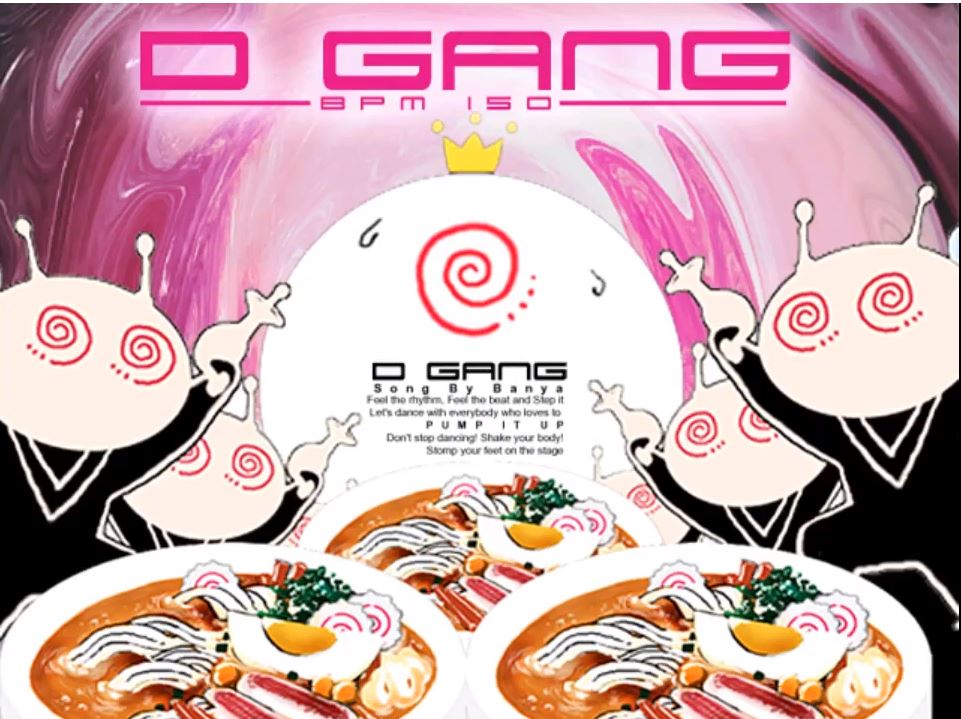 D GANG
BPM 150
D GANG
Song By Banya
Feel the rhythm, Feel the beat and Step it
Let's dance with everybody who loves to
PUMP IT UP
Don't stop dancing! Shake your body!
Stomp your feet on the stage